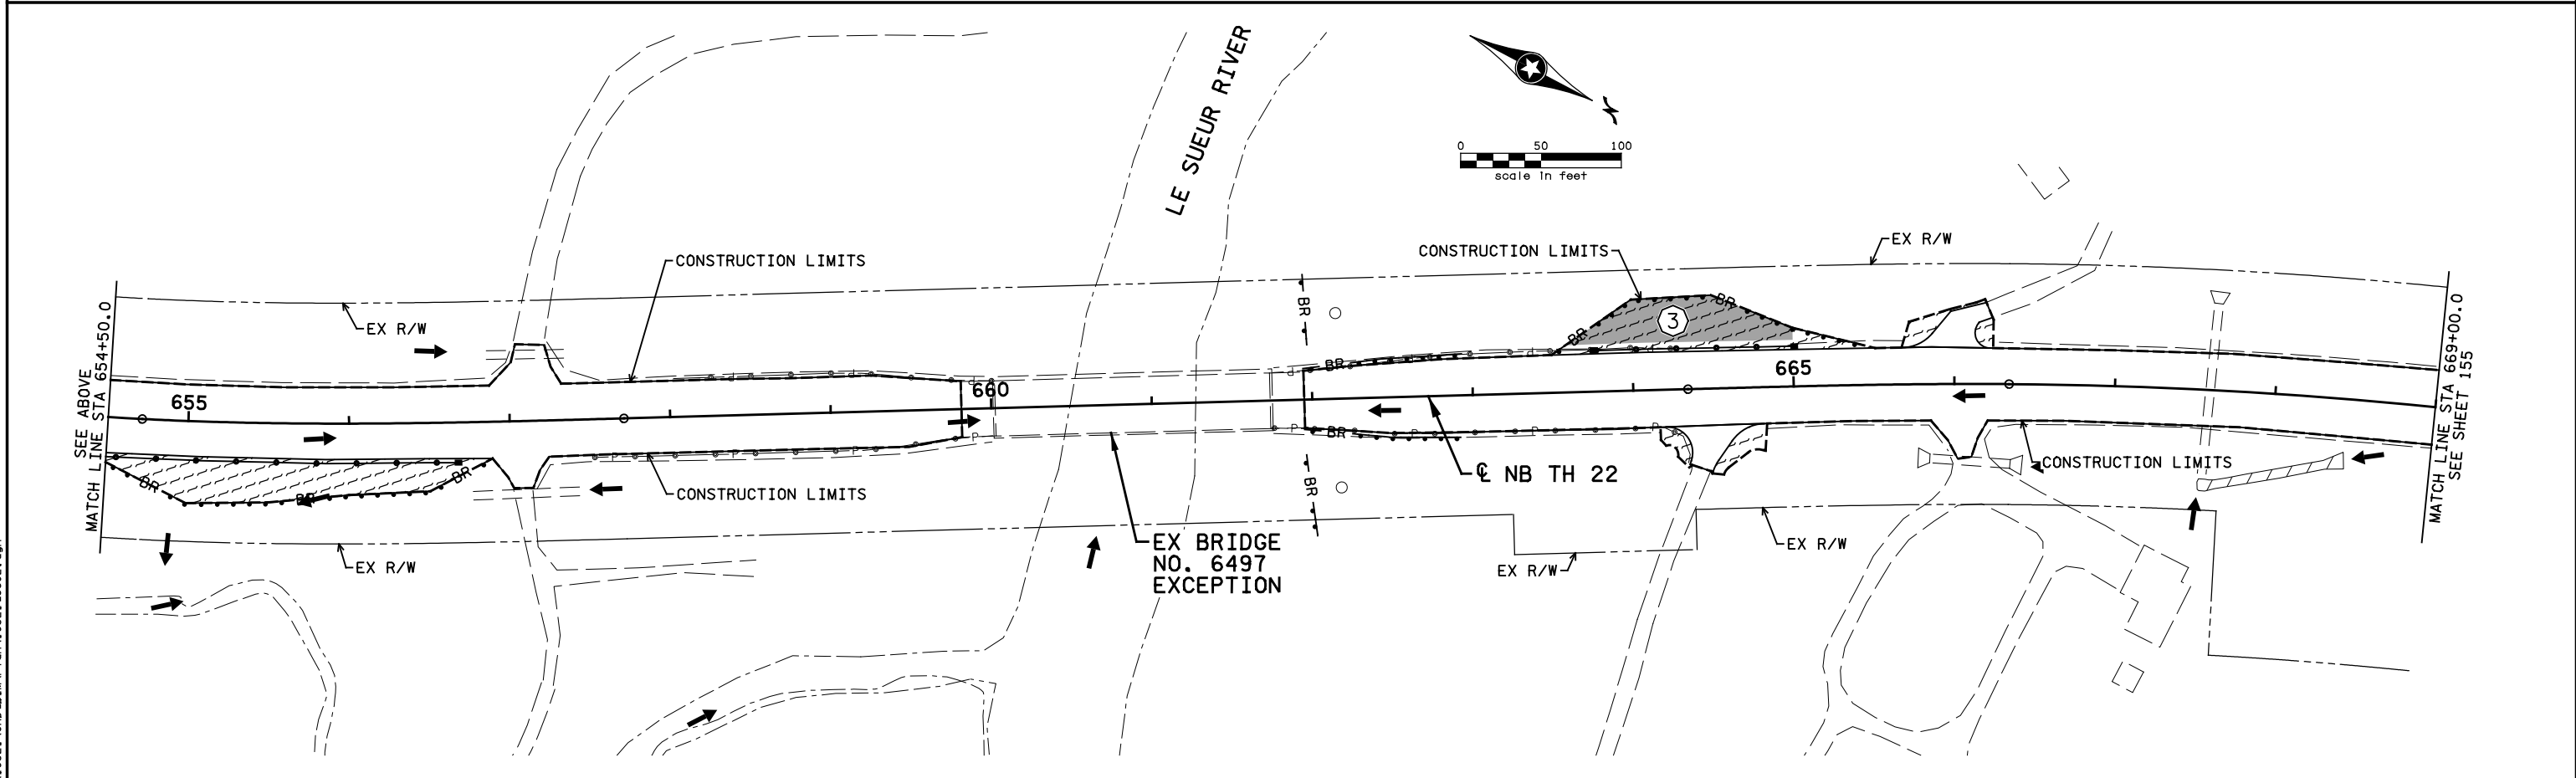 LE SUEUR RIVER
N
0 50 100
scale in feet
CONSTRUCTION LIMITS
CONSTRUCTION LIMITS
EX R/W
EX R/W
SEE ABOVE
MATCH LINE STA 654+50.0
MATCH LINE STA 669+00.0
SEE SHEET 155
BR
BR
BR
3
BR
BR
655
660
665
BR
BR
BR
BR
BR
P
P
P
P
P
P
P
P
d
d
d
d
d
℄ NB TH 22
CONSTRUCTION LIMITS
CONSTRUCTION LIMITS
EX BRIDGE
NO. 6497
EXCEPTION
EX R/W
EX R/W
EX R/W